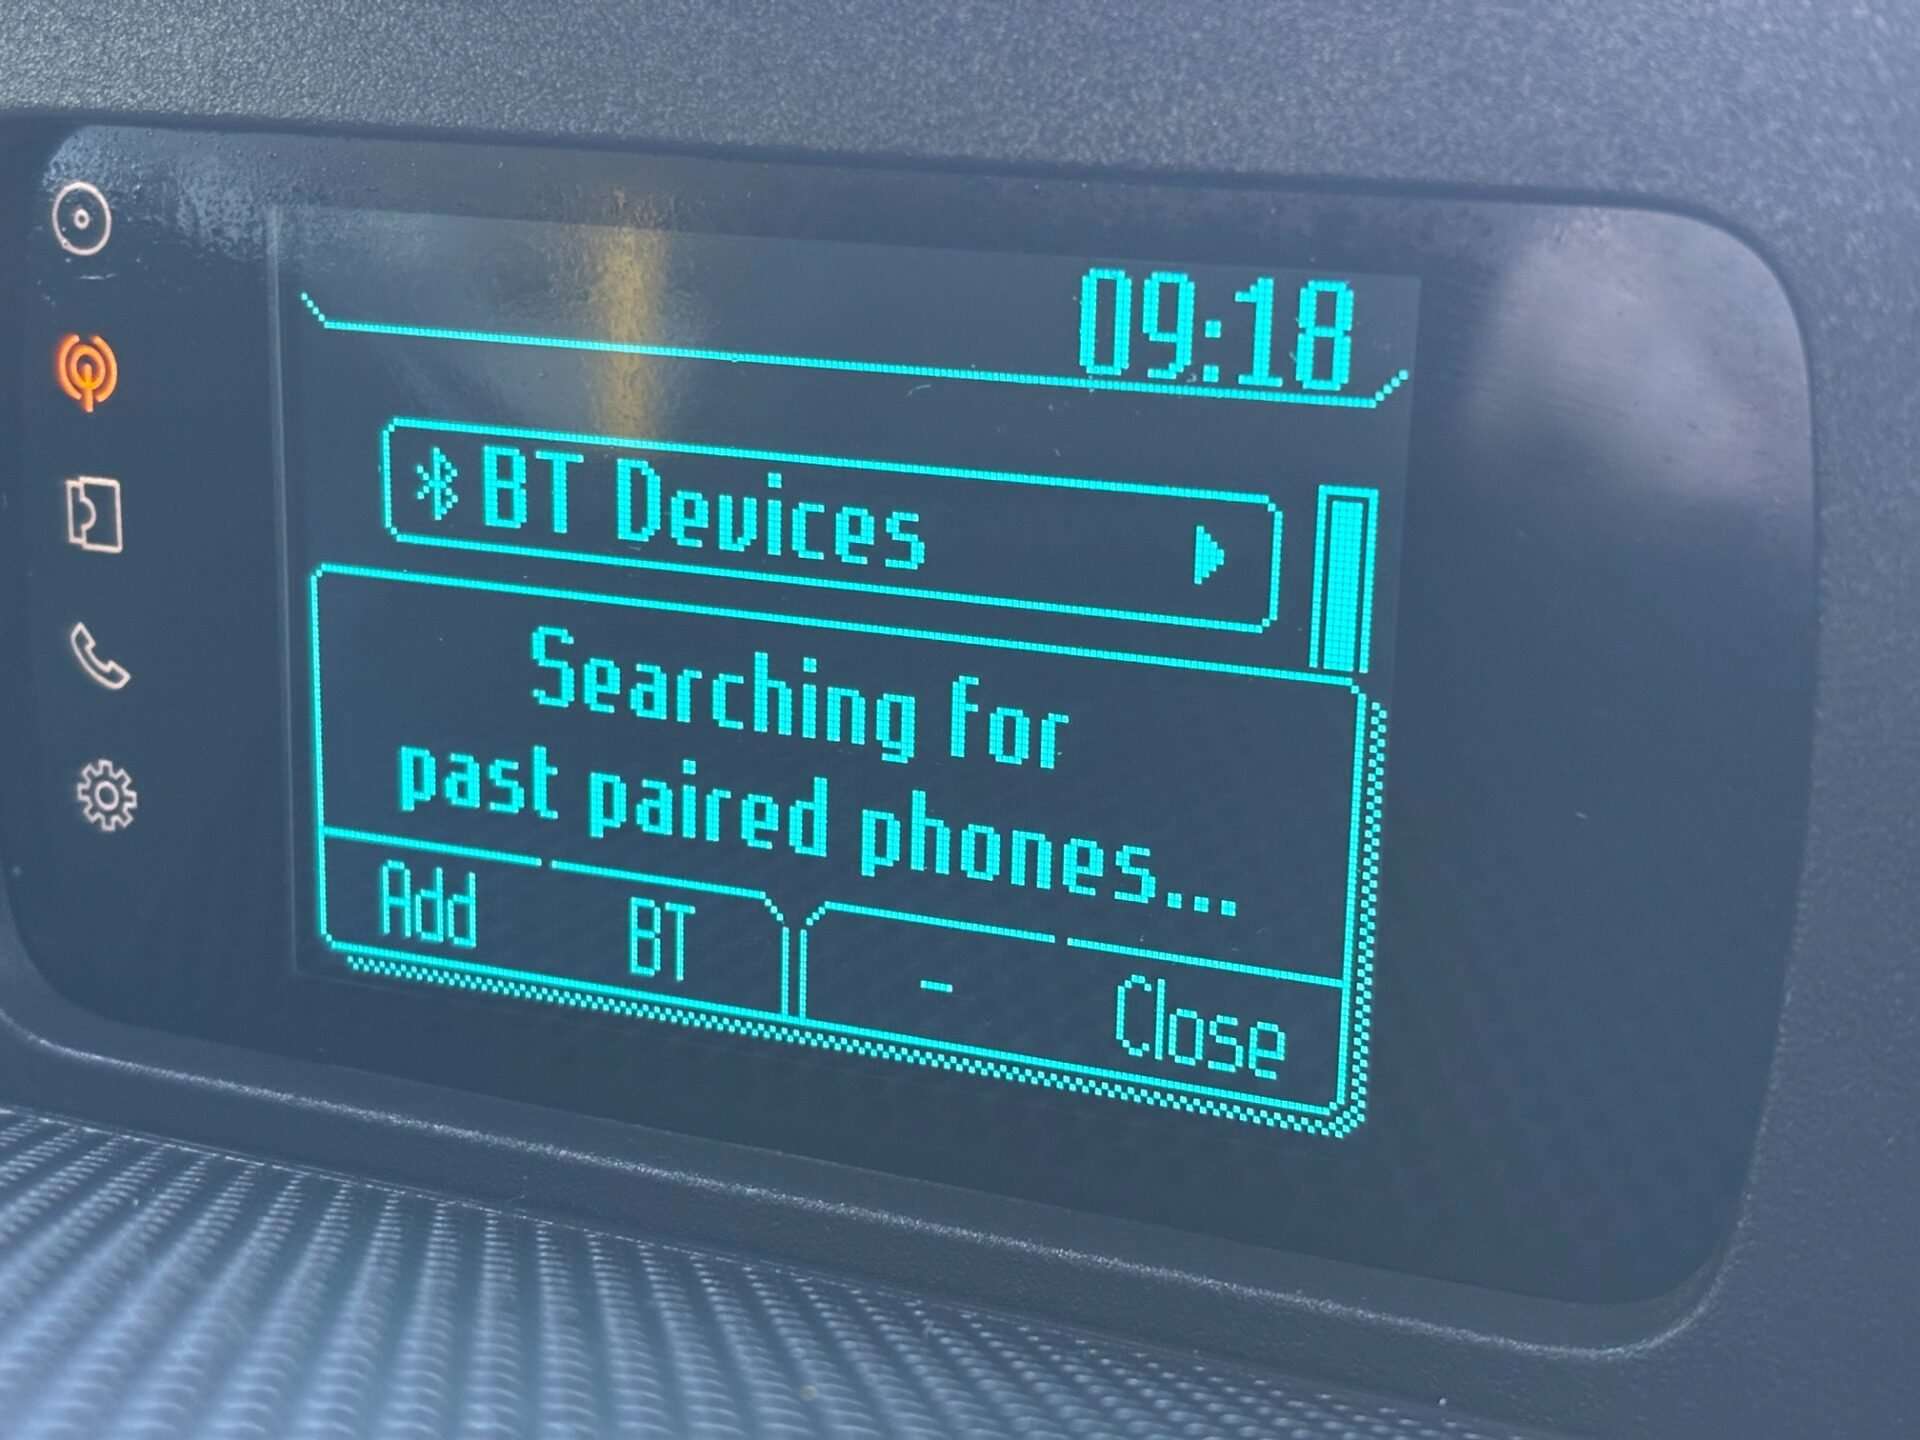 09:18
BT Devices
Searching for
past paired phones...
Add BT - Close